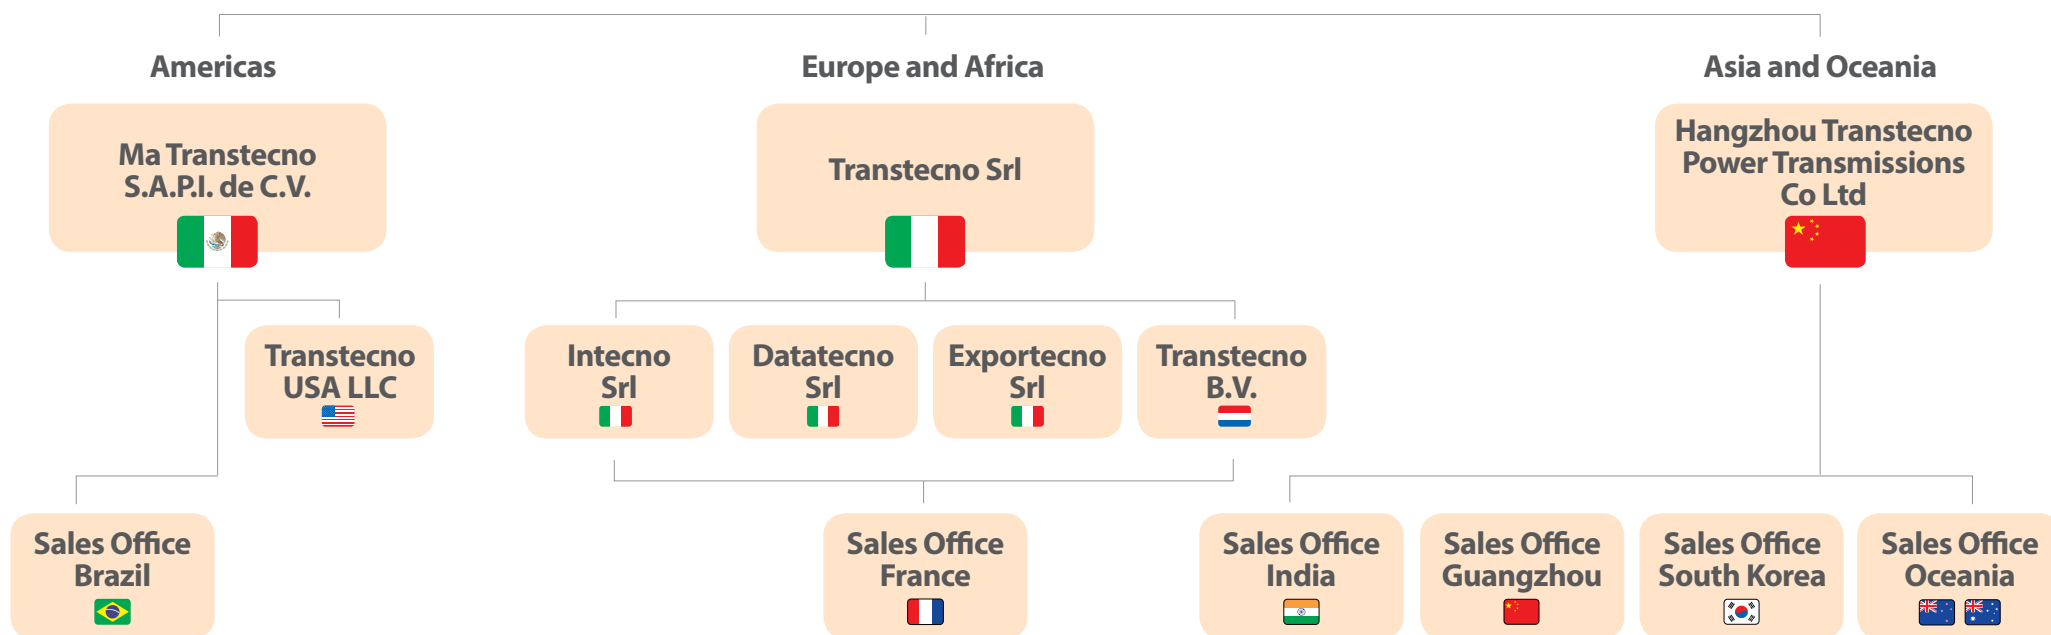 Americas
Europe and Africa
Asia and Oceania
Ma Transtecno
S.A.P.I. de C.V.
Transtecno Srl
Hangzhou Transtecno
Power Transmissions
Co Ltd
Transtecno
USA LLC
Intecno
Srl
Datatecno
Srl
Exportecno
Srl
Transtecno
B.V.
Sales Office
Brazil
Sales Office
France
Sales Office
India
Sales Office
Guangzhou
Sales Office
South Korea
Sales Office
Oceania